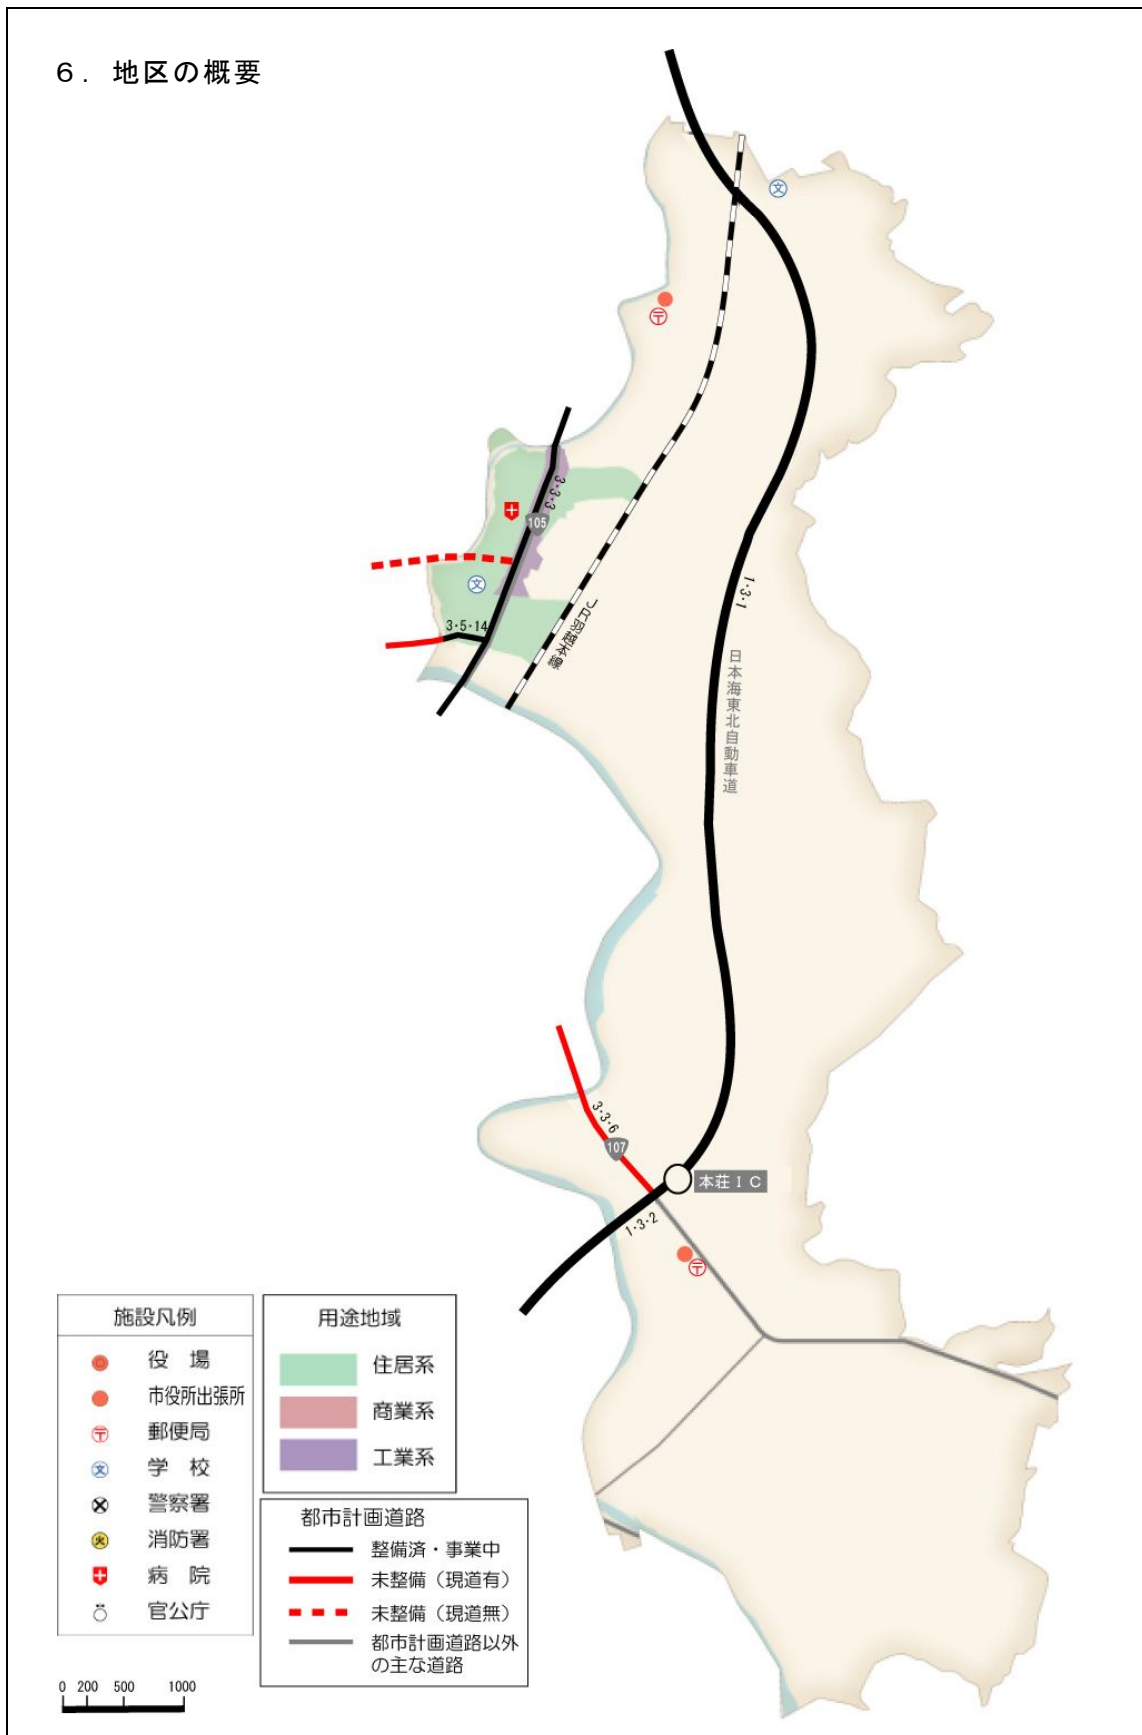 ６．地区の概要
3・3・3
105
3・5・14
JR羽越本線
1・3・1
日本海東北自動車道
3・3・6
107
本荘ＩＣ
1・3・2
施設凡例
役　場
市役所出張所
郵便局
学　校
警察署
消防署
病　院
官公庁
用途地域
住居系
商業系
工業系
都市計画道路
整備済・事業中
未整備（現道有）
未整備（現道無）
都市計画道路以外
の主な道路
0 200 500 1000